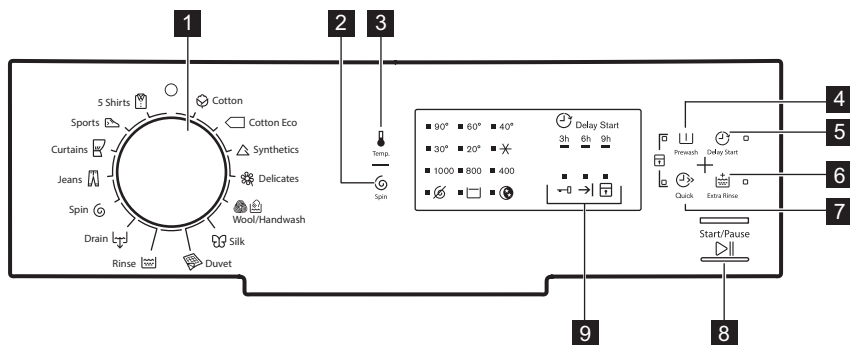 1
2
3
4
5
6
7
8
9
5 Shirts
Sports
Curtains
Jeans
Spin
Drain
Rinse
Cotton
Cotton Eco
Synthetics
Delicates
Wool/Handwash
Silk
Duvet
Temp.
Spin
90° 60° 40°
30° 20°
1000 800 400
Delay Start
3h 6h 9h
Prewash
Delay Start
Quick
Extra Rinse
Start/Pause